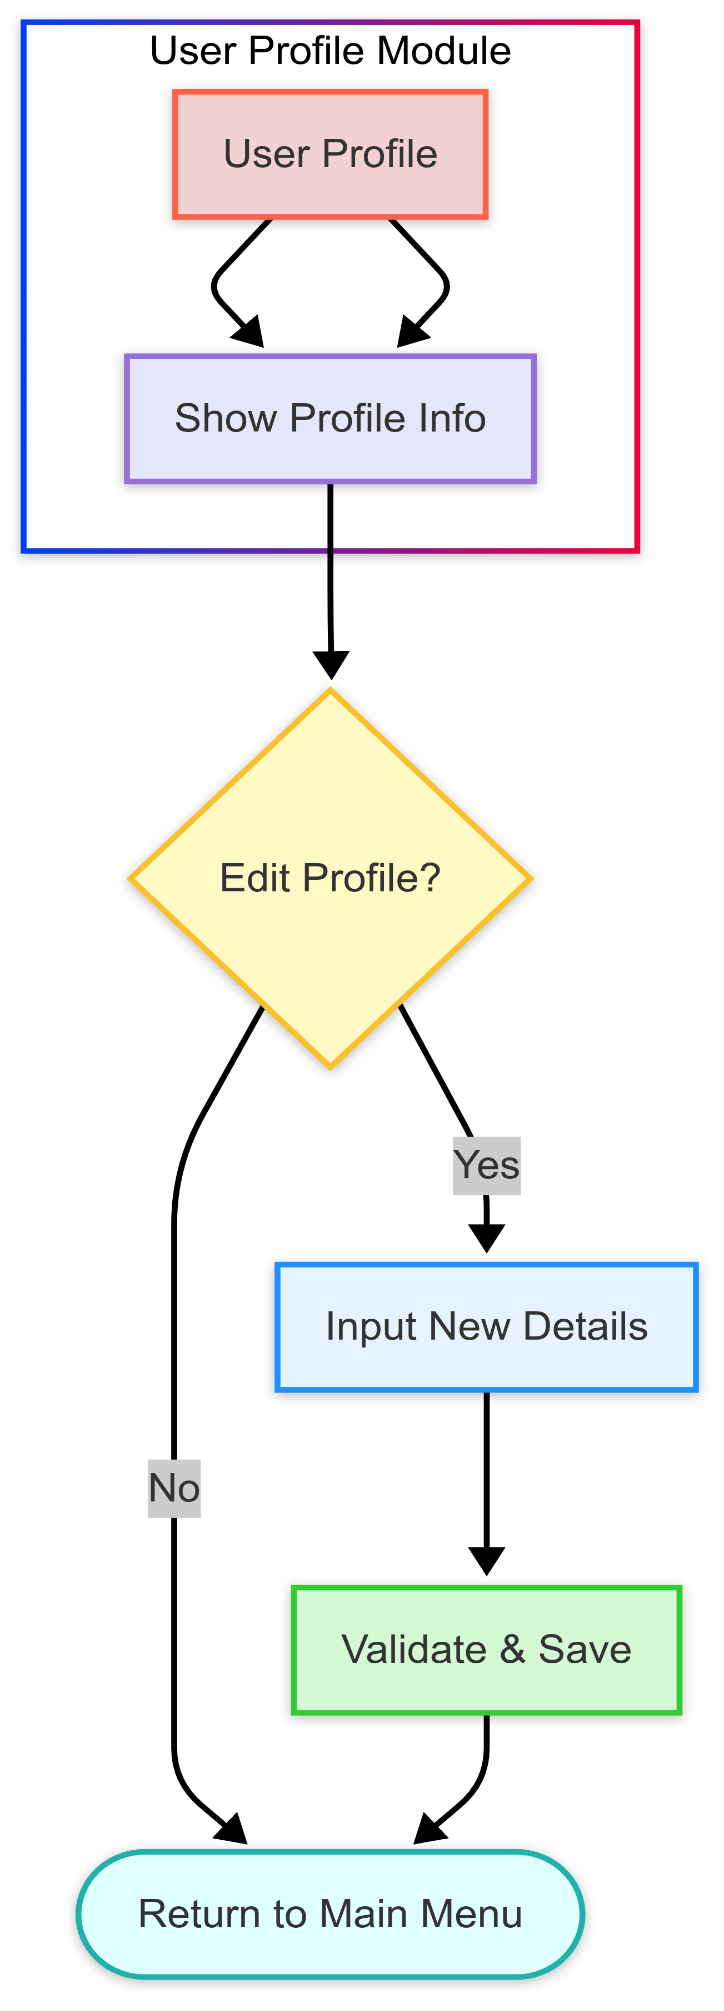 User Profile Module
User Profile
Show Profile Info
Edit Profile?
Yes
Input New Details
No
Validate & Save
Return to Main Menu